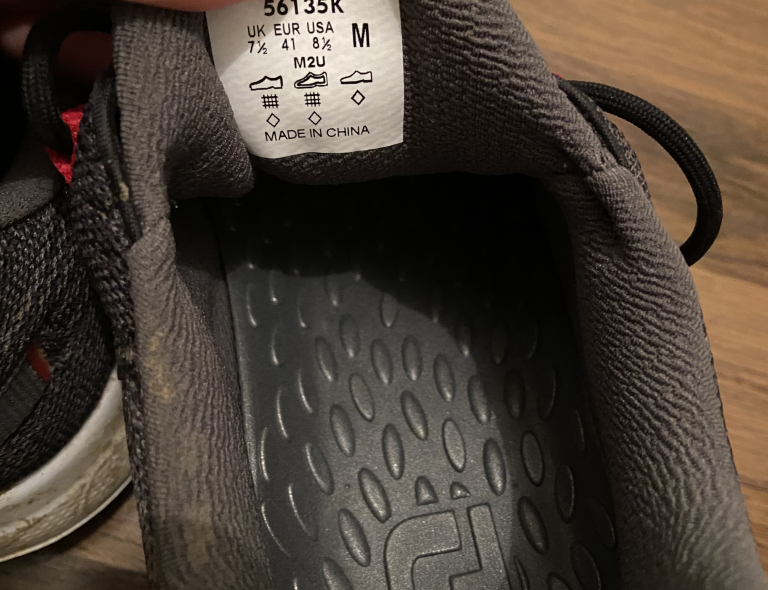 56135K
UK EUR USA
7½ 41 8½ M
M2U
MADE IN CHINA